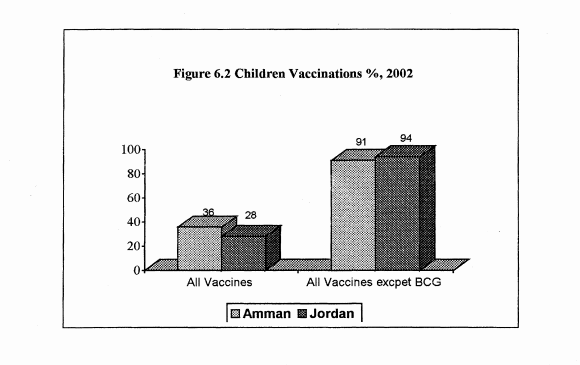 Figure 6.2 Children Vaccinations %, 2002
91 94
100
80
60
40
20
0
36 28
All Vaccines All Vaccines excpet BCG
Amman Jordan